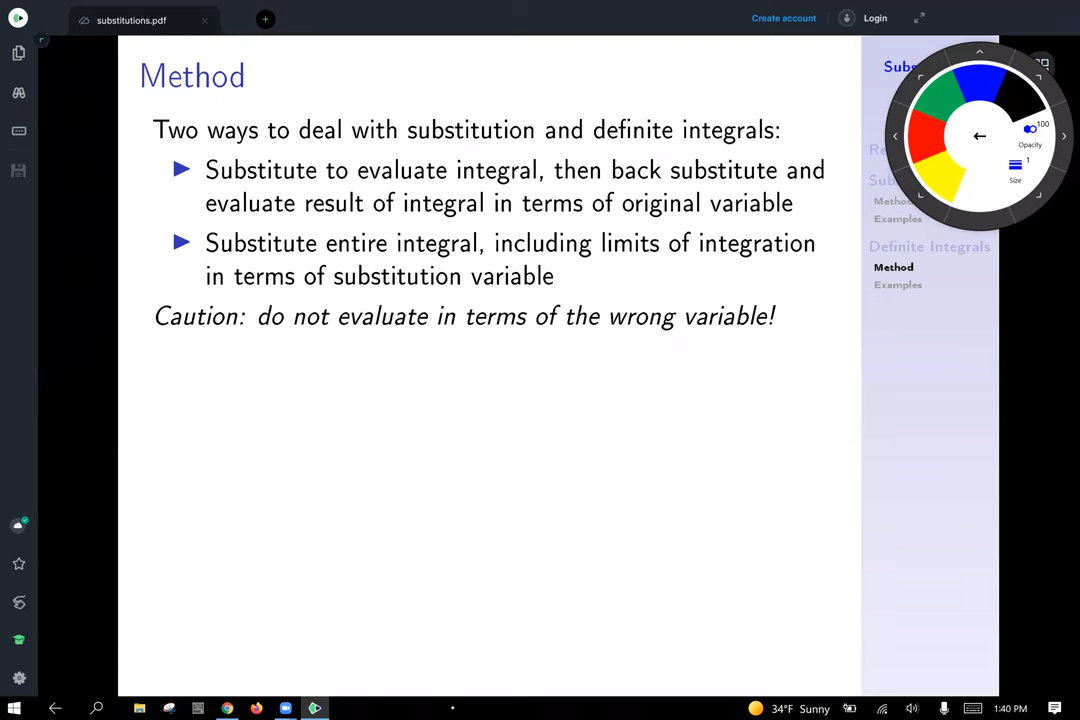 substitutions.pdf
Create account
Login
Method
Two ways to deal with substitution and definite integrals:
Substitute to evaluate integral, then back substitute and
evaluate result of integral in terms of original variable
Substitute entire integral, including limits of integration
in terms of substitution variable
Caution: do not evaluate in terms of the wrong variable!
Examples
Definite Integrals
Method
Examples
100
Opacity
1
Size
34°F Sunny
1:40 PM